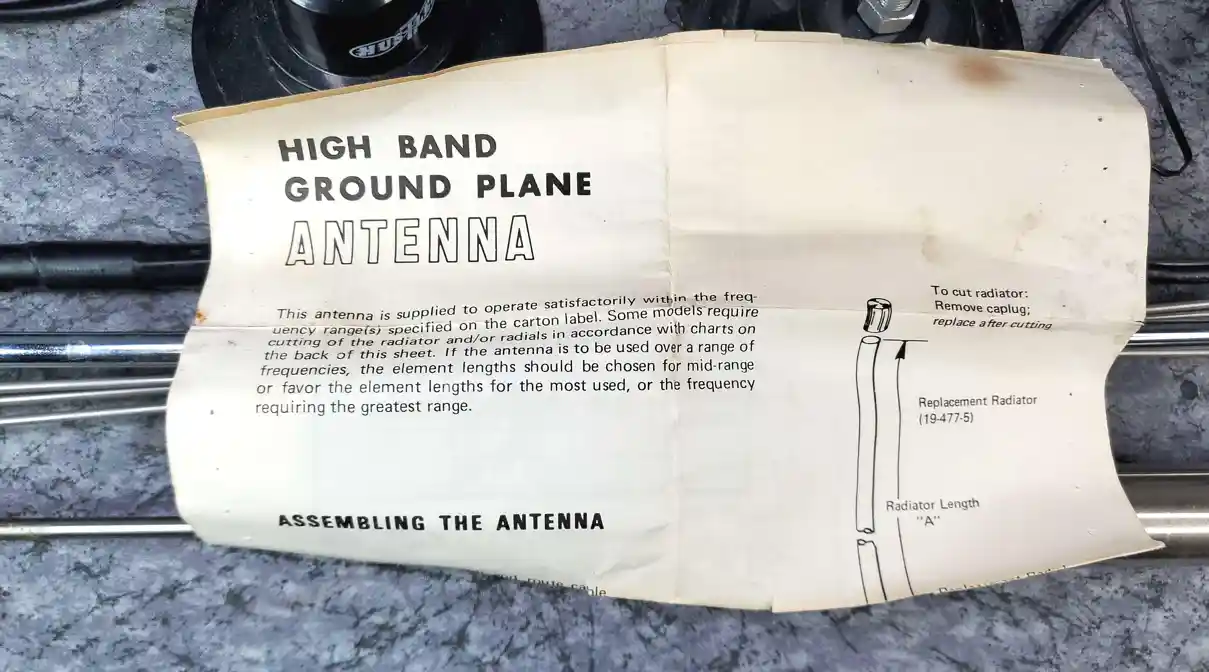 HUSTLER
HIGH BAND
GROUND PLANE
ANTENNA
This antenna is supplied to operate satisfactorily within the freq-
uency range(s) specified on the carton label. Some models require
cutting of the radiator and/or radials in accordance with charts on
the back of this sheet. If the antenna is to be used over a range of
frequencies, the element lengths should be chosen for mid-range
or favor the element lengths for the most used, or the frequency
requiring the greatest range.
ASSEMBLING THE ANTENNA
route cable
To cut radiator:
Remove caplug;
replace after cutting
Replacement Radiator
(19-477-5)
Radiator Length
"A"